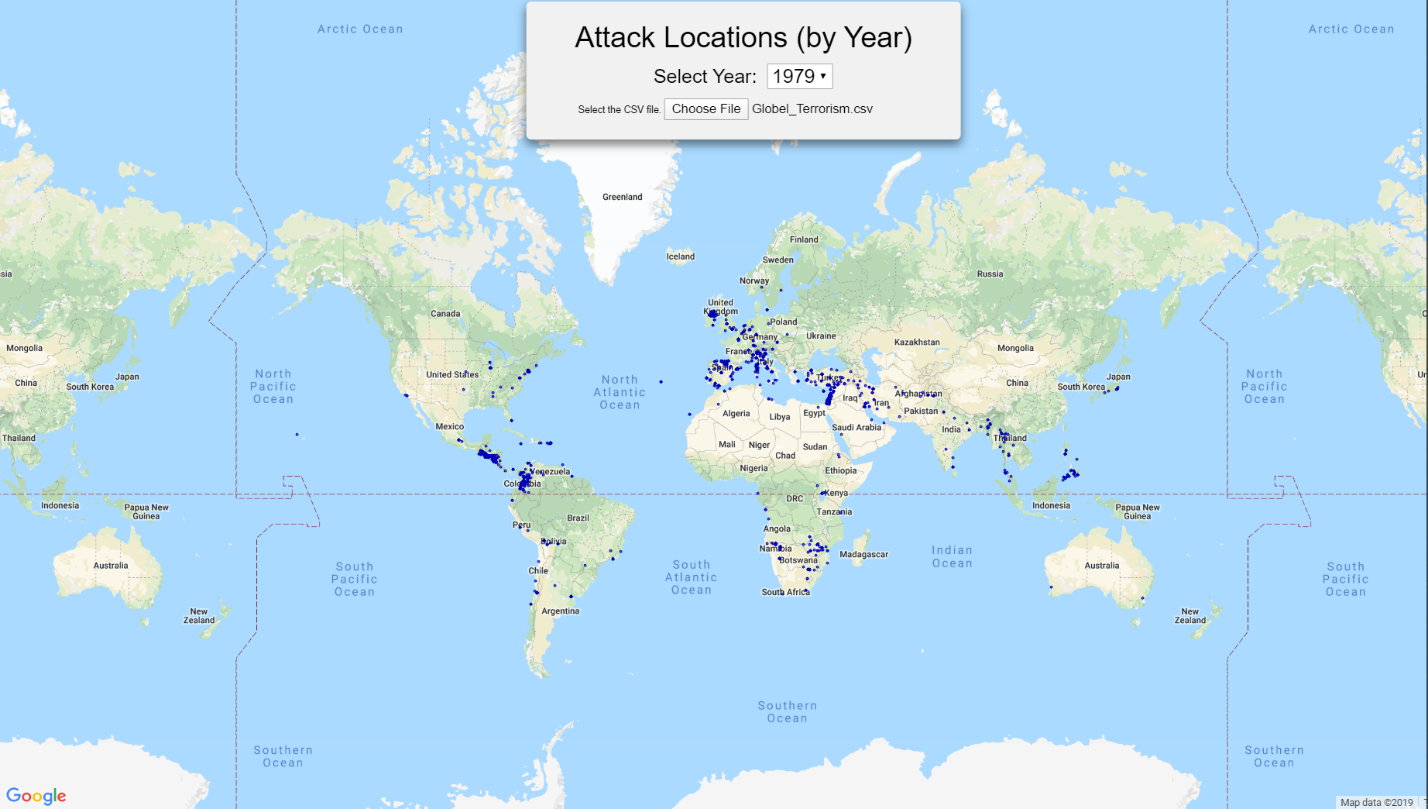 Attack Locations (by Year)
Select Year: 1979
Select the CSV file. Choose File Globel_Terrorism.csv
Arctic Ocean
Arctic Ocean
Greenland
Iceland
Finland
Sweden
Norway
Russia
sia
United
Kingdom
Canada
Poland
Ukraine
Germany
France
Kazakhstan
Mongolia
Mongolia
Italy
Spain
United States
North
Pacific
Ocean
North
Atlantic
Ocean
North
Pacific
Ocean
Japan
China
South Korea
Turkey
Afghanistan
Iraq
Iran
Pakistan
China
South Korea
Japan
Un
Mexico
Algeria
Libya
Egypt
Saudi Arabia
India
Thailand
Thailand
Mali
Niger
Chad
Sudan
Nigeria
Ethiopia
Venezuela
Colombia
Kenya
DRC
Tanzania
Indonesia
Papua New
Guinea
Indonesia
Papua New
Guinea
Peru
Brazil
Bolivia
Angola
Namibia
Botswana
Madagascar
Indian
Ocean
Australia
Australia
South
Pacific
Ocean
Chile
South
Atlantic
Ocean
South Africa
South
Pacific
Ocean
New
Zealand
Argentina
New
Zealand
Southern
Ocean
Southern
Ocean
Southern
Ocean
Google
Map data ©2019